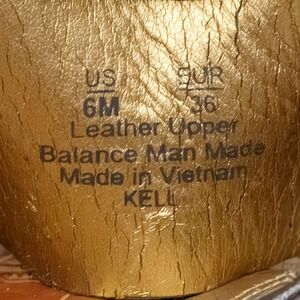 US EUR
6M 36
Leather Upper
Balance Man Made
Made in Vietnam
KELL